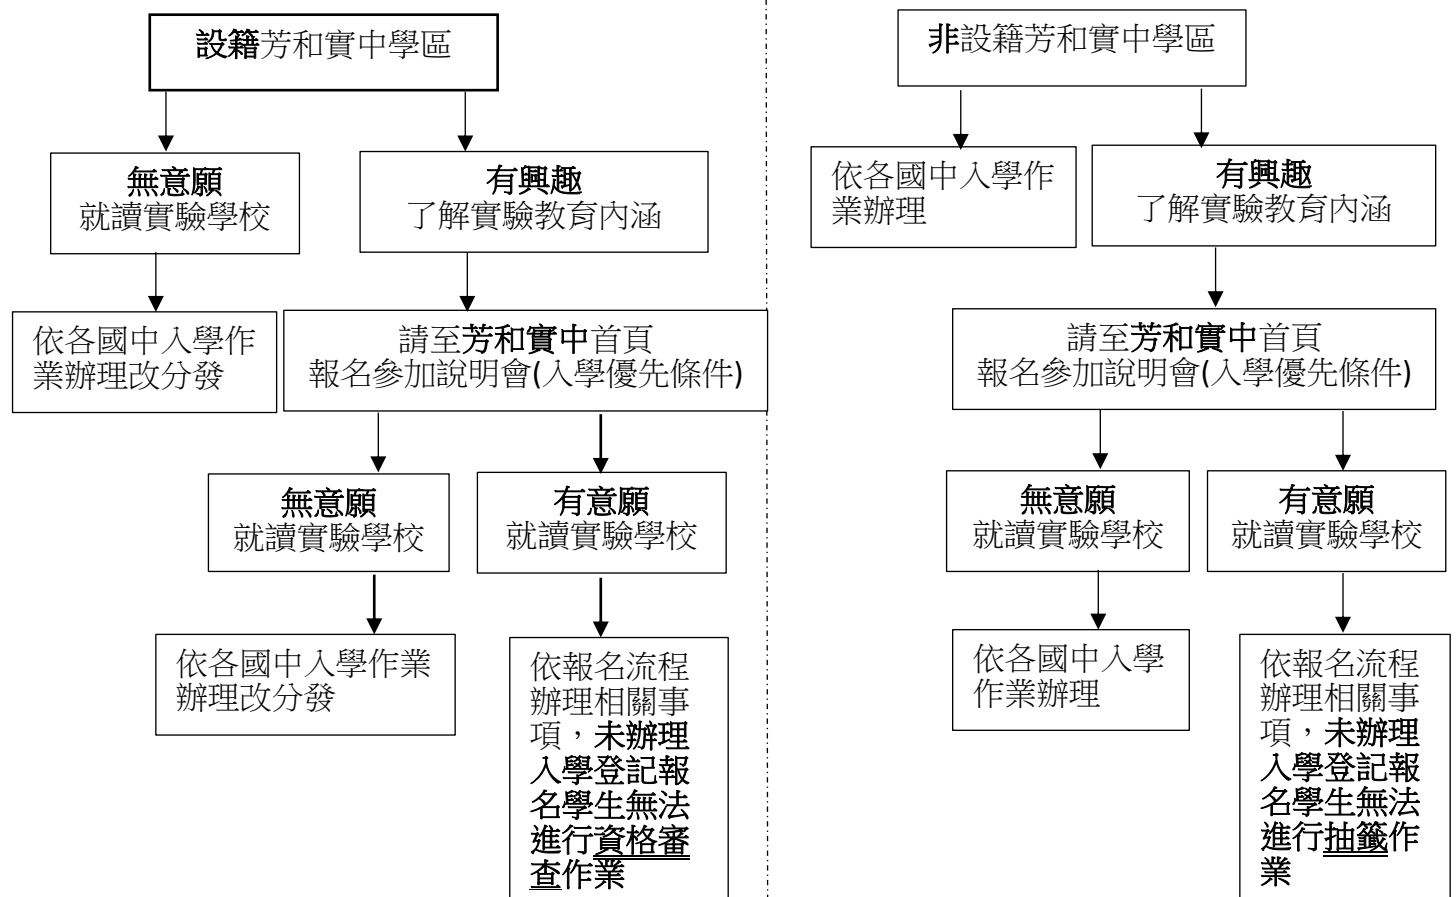 設籍芳和實中學區
無意願
就讀實驗學校
有興趣
了解實驗教育內涵
依各國中入學作
業辦理改分發
請至芳和實中首頁
報名參加說明會(入學優先條件)
無意願
就讀實驗學校
有意願
就讀實驗學校
依各國中入學作業
辦理改分發
依報名流程
辦理相關事
項，未辦理
入學登記報
名學生無法
進行資格審
查作業
非設籍芳和實中學區
依各國中入學作
業辦理
有興趣
了解實驗教育內涵
請至芳和實中首頁
報名參加說明會(入學優先條件)
無意願
就讀實驗學校
有意願
就讀實驗學校
依各國中入學
作業辦理
依報名流程
辦理相關事
項，未辦理
入學登記報
名學生無法
進行抽籤作
業